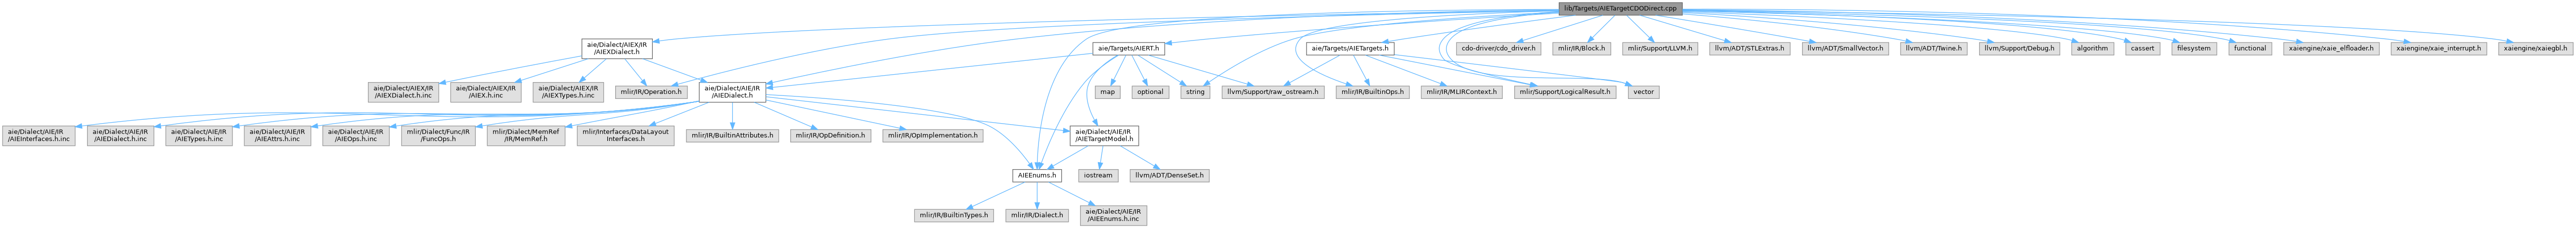 lib/Targets/AIETargetCDODirect.cpp
aie/Dialect/AIEX/IR
/AIEXDialect.h
aie/Targets/AIERT.h
aie/Targets/AIETargets.h
cdo-driver/cdo_driver.h
mlir/IR/Block.h
mlir/Support/LLVM.h
llvm/ADT/STLExtras.h
llvm/ADT/SmallVector.h
llvm/ADT/Twine.h
llvm/Support/Debug.h
algorithm
cassert
filesystem
functional
xaiengine/xaie_elfloader.h
xaiengine/xaie_interrupt.h
xaiengine/xaiegbl.h
aie/Dialect/AIEX/IR
/AIEXDialect.h.inc
aie/Dialect/AIEX/IR
/AIEX.h.inc
aie/Dialect/AIEX/IR
/AIEXTypes.h.inc
mlir/IR/Operation.h
aie/Dialect/AIE/IR
/AIEDialect.h
map
optional
string
llvm/Support/raw_ostream.h
mlir/IR/BuiltinOps.h
mlir/IR/MLIRContext.h
mlir/Support/LogicalResult.h
vector
aie/Dialect/AIE/IR
/AIEInterfaces.h.inc
aie/Dialect/AIE/IR
/AIEDialect.h.inc
aie/Dialect/AIE/IR
/AIETypes.h.inc
aie/Dialect/AIE/IR
/AIEAttrs.h.inc
aie/Dialect/AIE/IR
/AIEOps.h.inc
mlir/Dialect/Func/IR
/FuncOps.h
mlir/Dialect/MemRef
/IR/MemRef.h
mlir/Interfaces/DataLayout
Interfaces.h
mlir/IR/BuiltinAttributes.h
mlir/IR/OpDefinition.h
mlir/IR/OpImplementation.h
aie/Dialect/AIE/IR
/AIETargetModel.h
AIEEnums.h
iostream
llvm/ADT/DenseSet.h
mlir/IR/BuiltinTypes.h
mlir/IR/Dialect.h
aie/Dialect/AIE/IR
/AIEEnums.h.inc